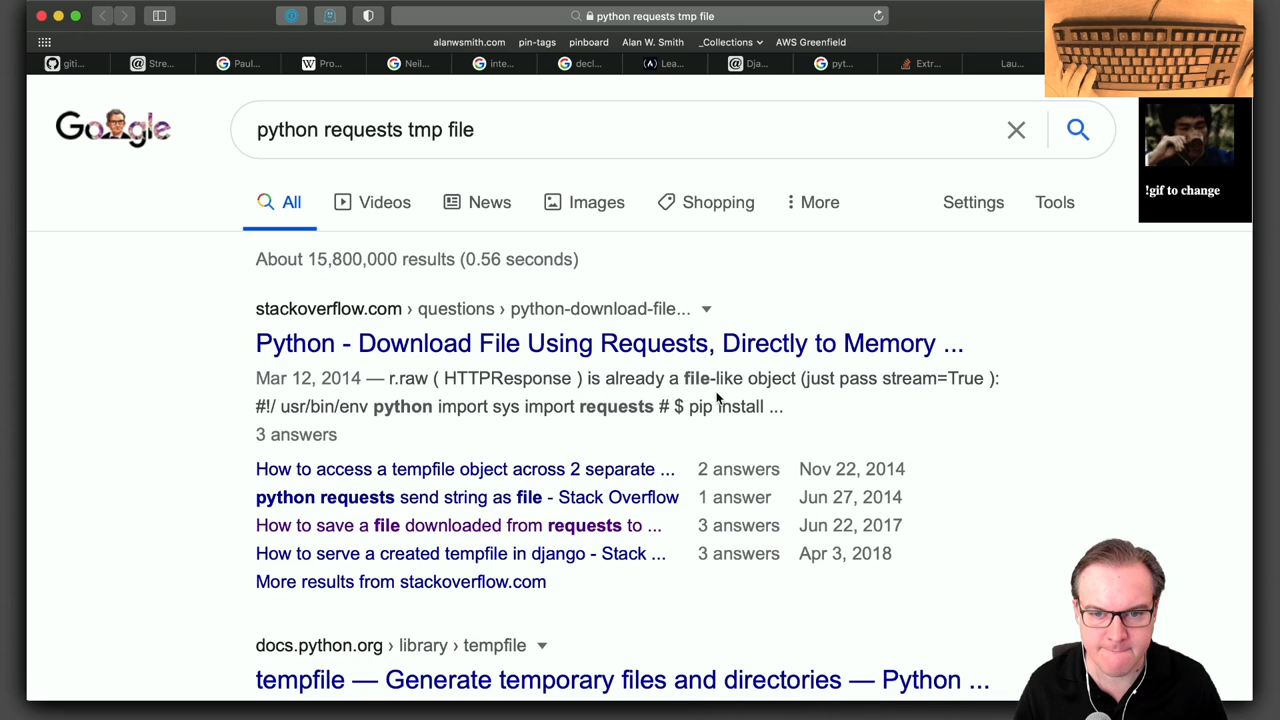 python requests tmp file
alanwsmith.com pin-tags pinboard Alan W. Smith _Collections AWS Greenfield
giti... Stre... Paul... Pro... Neil... inte... decl... Lea... Dja... pyt... Extr... Lau...
Google
python requests tmp file
!gif to change
All Videos News Images Shopping More Settings Tools
About 15,800,000 results (0.56 seconds)
stackoverflow.com › questions › python-download-file...
Python - Download File Using Requests, Directly to Memory ...
Mar 12, 2014 — r.raw ( HTTPResponse ) is already a file-like object (just pass stream=True ):
#!/ usr/bin/env python import sys import requests # $ pip install ...
3 answers
How to access a tempfile object across 2 separate ... 2 answers Nov 22, 2014
python requests send string as file - Stack Overflow 1 answer Jun 27, 2014
How to save a file downloaded from requests to ... 3 answers Jun 22, 2017
How to serve a created tempfile in django - Stack ... 3 answers Apr 3, 2018
More results from stackoverflow.com
docs.python.org › library › tempfile
tempfile — Generate temporary files and directories — Python ...